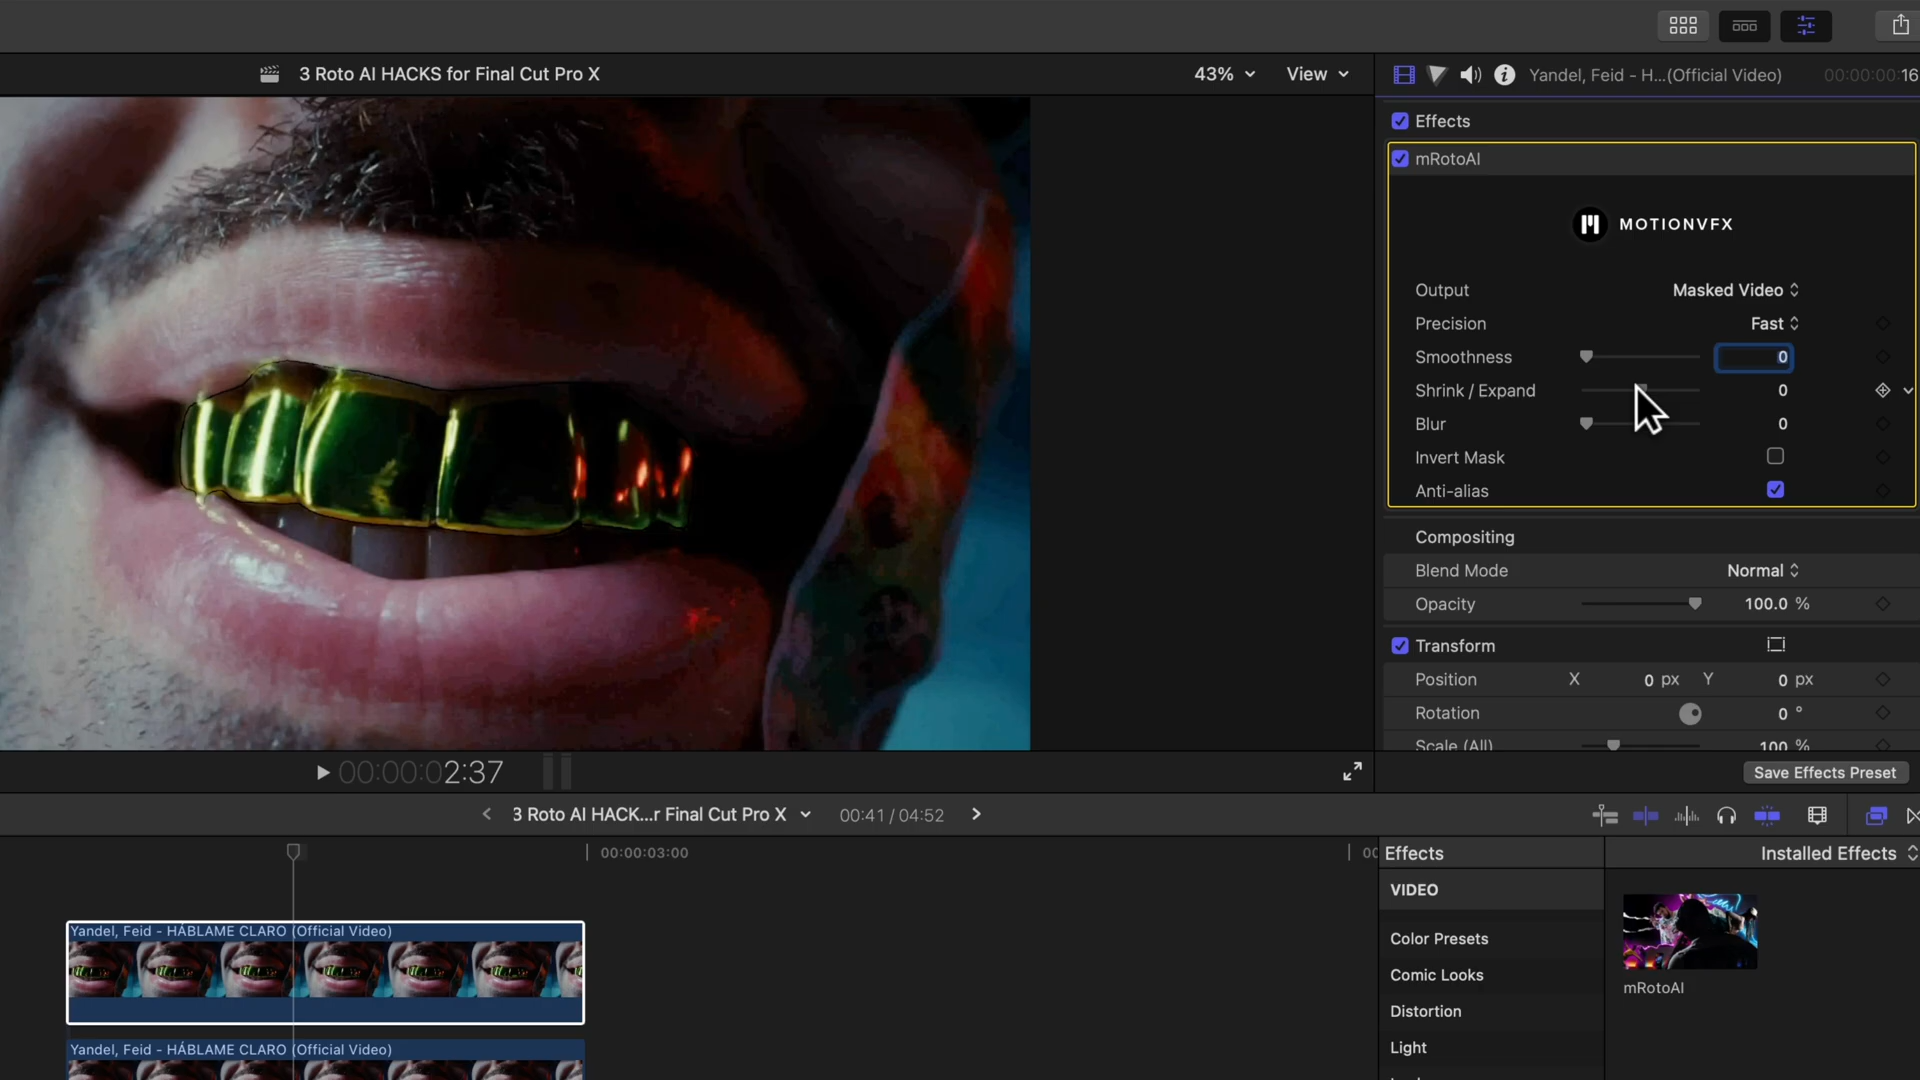 3 Roto AI HACKS for Final Cut Pro X
43%
View
Yandel, Feid - H...(Official Video)
00:00:00:16
Effects
mRotoAI
MOTIONVFX
Output Masked Video
Precision Fast
Smoothness 0
Shrink / Expand 0
Blur 0
Invert Mask
Anti-alias
Compositing
Blend Mode Normal
Opacity 100.0 %
Transform
Position X 0 px Y 0 px
Rotation 0 °
Scale (All) 100 %
00:00:02:37
Save Effects Preset
3 Roto AI HACK...r Final Cut Pro X
00:41 / 04:52
00:00:03:00
00
Effects
Installed Effects
VIDEO
Color Presets
Comic Looks
Distortion
Light
mRotoAI
Yandel, Feid - HÁBLAME CLARO (Official Video)
Yandel, Feid - HÁBLAME CLARO (Official Video)